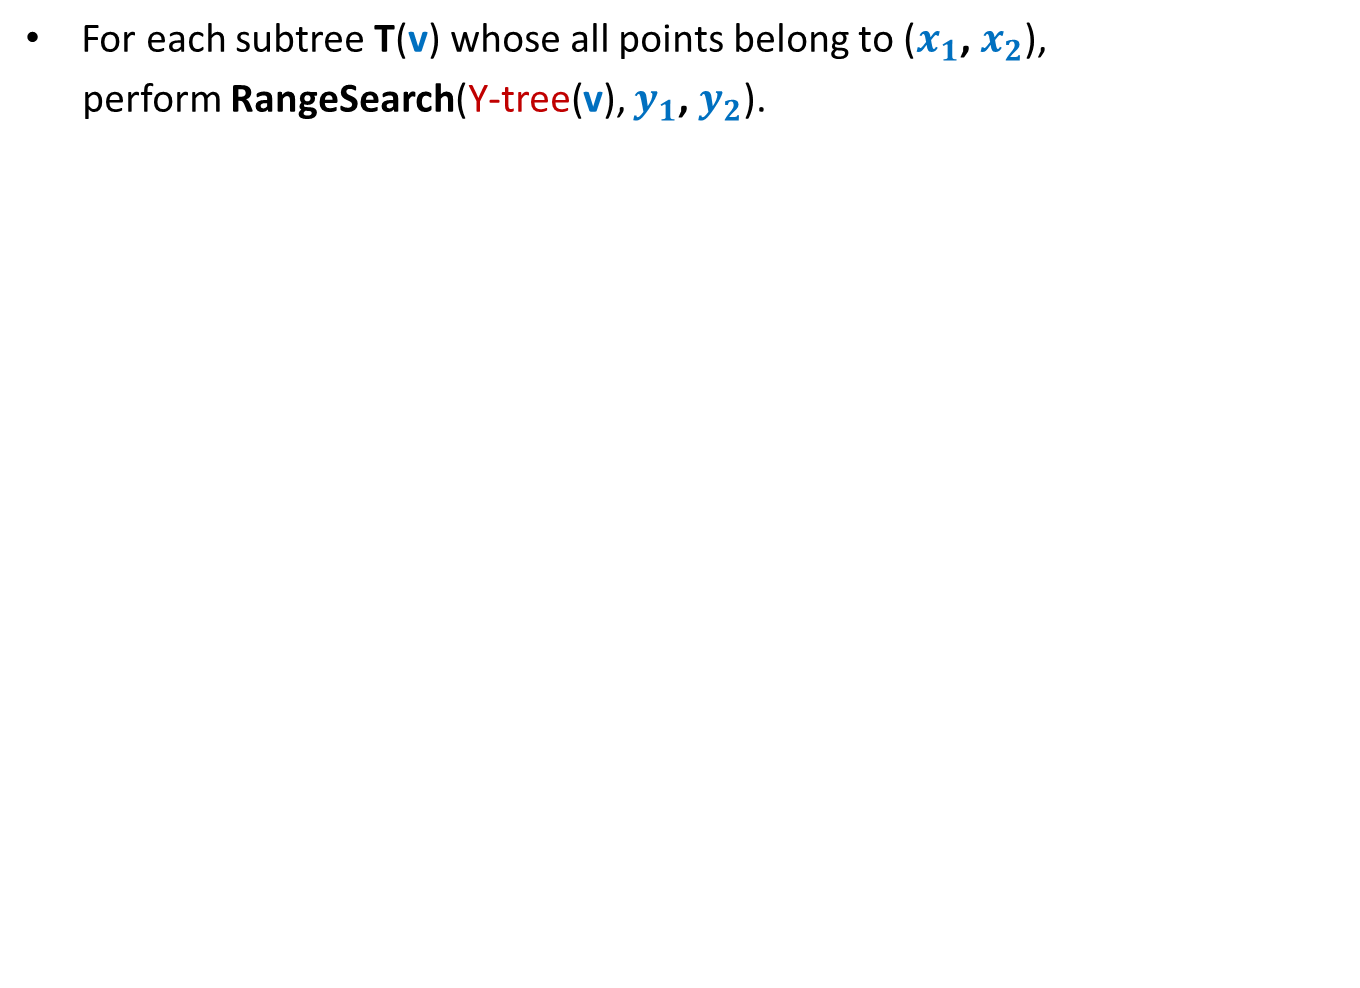 • For each subtree T(v) whose all points belong to (x₁, x₂),
perform RangeSearch(Y-tree(v), y₁, y₂).